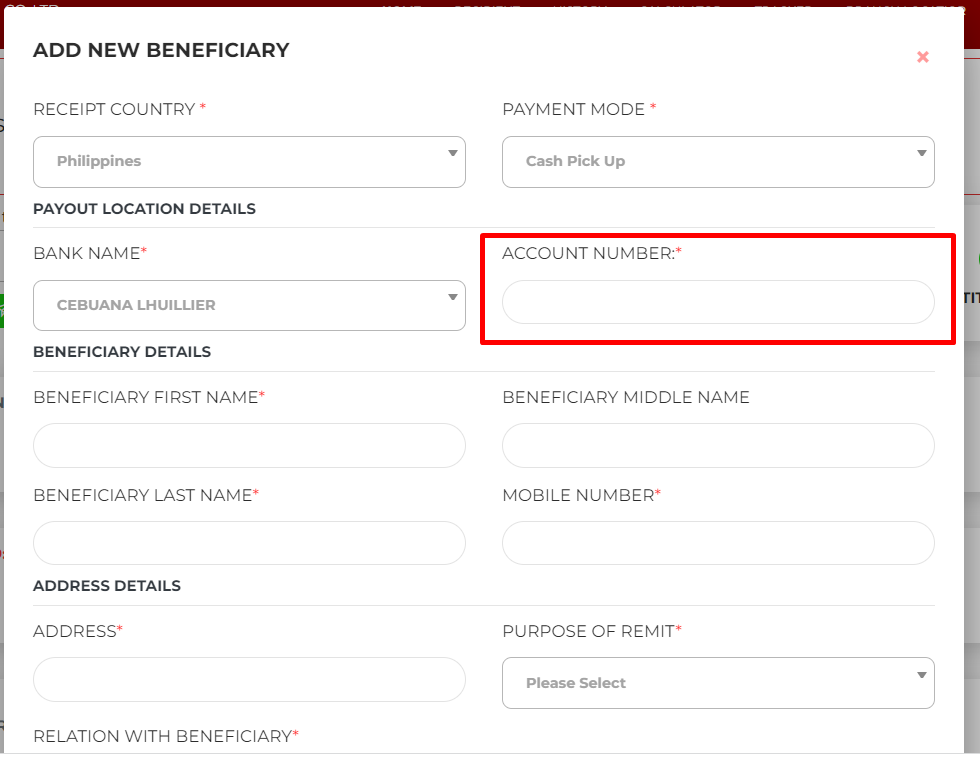 ADD NEW BENEFICIARY
×
RECEIPT COUNTRY * PAYMENT MODE *
Philippines Cash Pick Up
PAYOUT LOCATION DETAILS
BANK NAME* ACCOUNT NUMBER:*
CEBUANA LHUILLIER
BENEFICIARY DETAILS
BENEFICIARY FIRST NAME* BENEFICIARY MIDDLE NAME
BENEFICIARY LAST NAME* MOBILE NUMBER*
ADDRESS DETAILS
ADDRESS* PURPOSE OF REMIT*
Please Select
RELATION WITH BENEFICIARY*